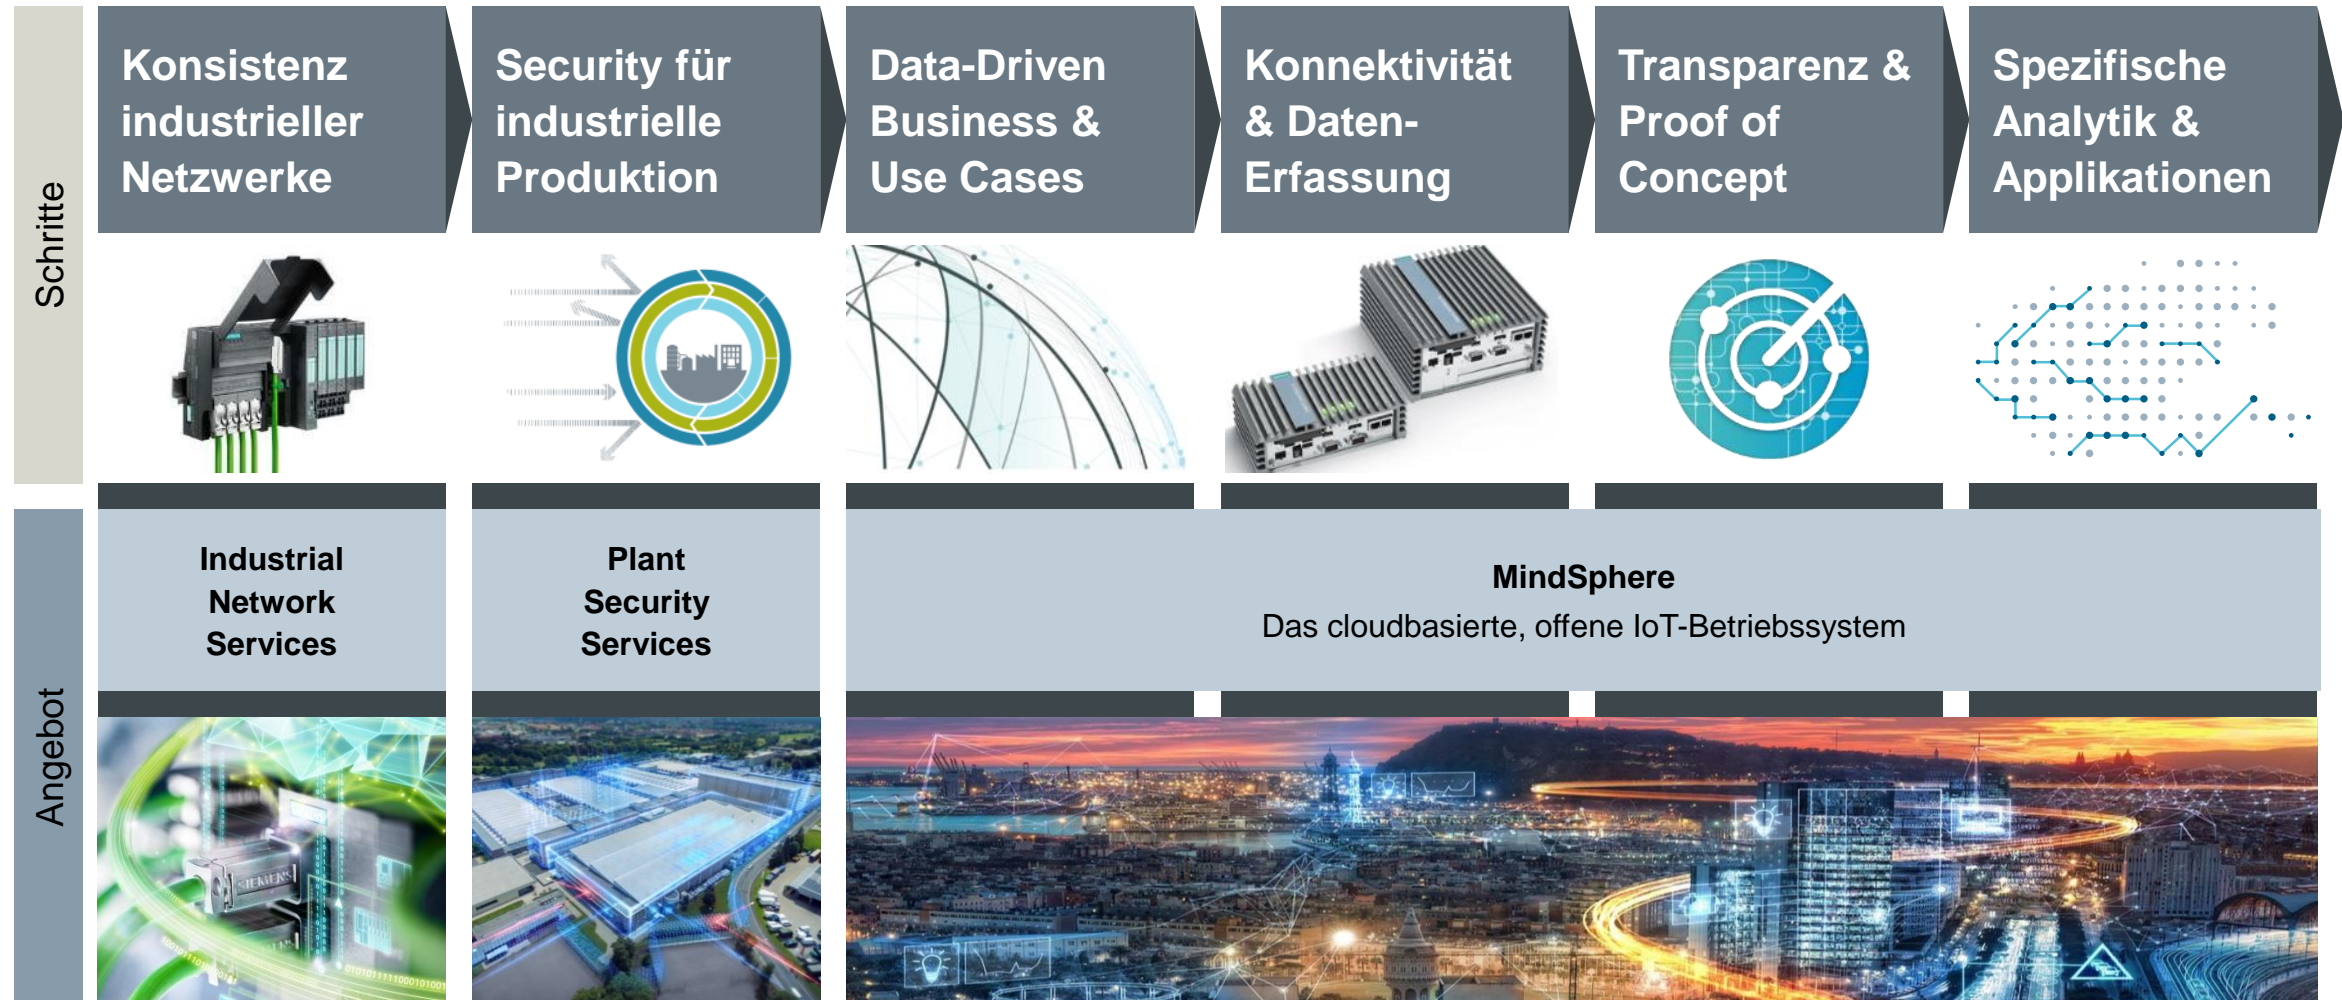 Schritte
Konsistenz
industrieller
Netzwerke
Security für
industrielle
Produktion
Data-Driven
Business &
Use Cases
Konnektivität
& Daten-
Erfassung
Transparenz &
Proof of
Concept
Spezifische
Analytik &
Applikationen
Angebot
Industrial
Network
Services
Plant
Security
Services
MindSphere
Das cloudbasierte, offene IoT-Betriebssystem
SIEMENS